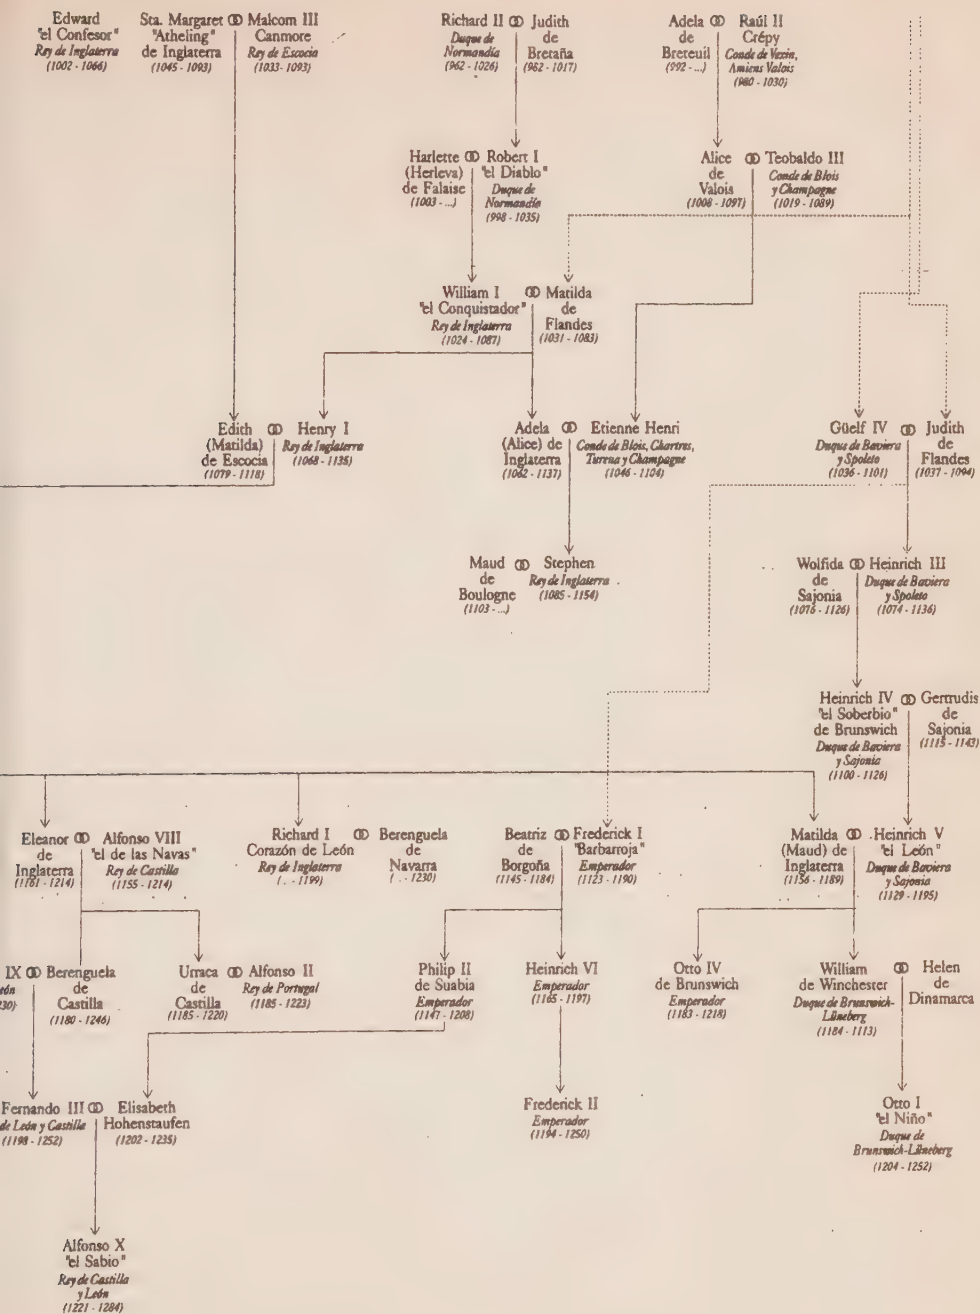 Edward
"el Confesor"
Rey de Inglaterra
(1002 - 1066)
Sta. Margaret ⚭ Malcom III
"Atheling" Canmore
de Inglaterra Rey de Escocia
(1045 - 1093) (1033 - 1093)
Richard II ⚭ Judith
Duque de de
Normandía Bretaña
(962 - 1026) (982 - 1017)
Adela ⚭ Raúl II
de Crépy
Breteuil Conde de Vexin,
(992 - ...) Amiens Valois
(980 - 1030)
Harlette ⚭ Robert I
(Herleva) "el Diablo"
de Falaise Duque de
(1003 - ...) Normandía
(998 - 1035)
Alice ⚭ Teobaldo III
de Conde de Blois
Valois y Champagne
(1008 - 1097) (1019 - 1089)
William I ⚭ Matilda
"el Conquistador" de
Rey de Inglaterra Flandes
(1024 - 1087) (1031 - 1083)
Edith ⚭ Henry I
(Matilda) Rey de Inglaterra
de Escocia (1068 - 1135)
(1079 - 1118)
Adela ⚭ Etienne Henri
(Alice) de Conde de Blois, Chartres,
Inglaterra Turena y Champagne
(1062 - 1137) (1046 - 1104)
Güelf IV ⚭ Judith
Duque de Baviera de
y Spoleto Flandes
(1036 - 1101) (1037 - 1094)
Maud ⚭ Stephen
de Rey de Inglaterra
Boulogne (1085 - 1154)
(1103 - ...)
Wolfida ⚭ Heinrich III
de Duque de Baviera
Sajonia y Spoleto
(1076 - 1126) (1074 - 1136)
Heinrich IV ⚭ Gertrudis
"el Soberbio" de
de Brunswich Sajonia
Duque de Baviera (1115 - 1143)
y Sajonia
(1100 - 1126)
Eleanor ⚭ Alfonso VIII
de "el de las Navas"
Inglaterra Rey de Castilla
(1161 - 1214) (1155 - 1214)
Richard I ⚭ Berenguela
Corazón de León de
Rey de Inglaterra Navarra
( . . - 1199) ( . . - 1230)
Beatriz ⚭ Frederick I
de "Barbarroja"
Borgoña Emperador
(1145 - 1184) (1123 - 1190)
Matilda ⚭ Heinrich V
(Maud) de "el León"
Inglaterra Duque de Baviera
(1156 - 1189) y Sajonia
(1129 - 1195)
IX ⚭ Berenguela
de
Castilla
230) (1180 - 1246)
Urraca ⚭ Alfonso II
de Rey de Portugal
Castilla (1185 - 1223)
(1185 - 1220)
Philip II
de Suabia
Emperador
(1147 - 1208)
Heinrich VI
Emperador
(1165 - 1197)
Otto IV
de Brunswich
Emperador
(1183 - 1218)
William ⚭ Helen
de Winchester de
Duque de Brunswich- Dinamarca
Lüneberg
(1184 - 1113)
Fernando III ⚭ Elisabeth
de León y Castilla Hohenstaufen
(1198 - 1252) (1202 - 1235)
Frederick II
Emperador
(1194 - 1250)
Otto I
"el Niño"
Duque de
Brunswich-Lüneberg
(1204 - 1252)
Alfonso X
"el Sabio"
Rey de Castilla
y León
(1221 - 1284)